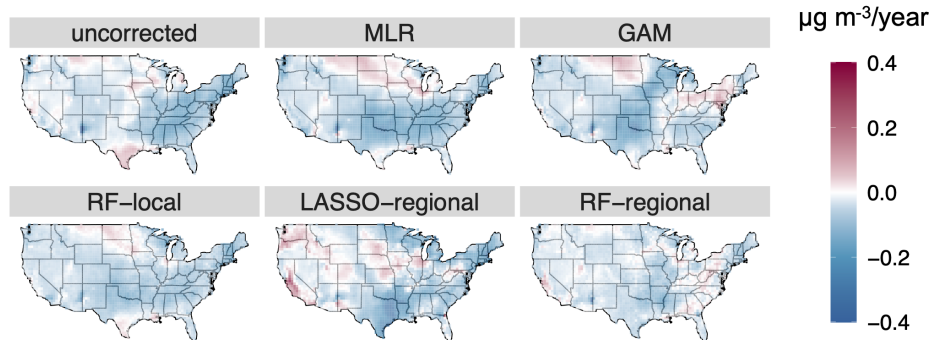 µg m-3/year
uncorrected MLR GAM
0.4
0.2
0.0
−0.2
−0.4
RF−local LASSO−regional RF−regional